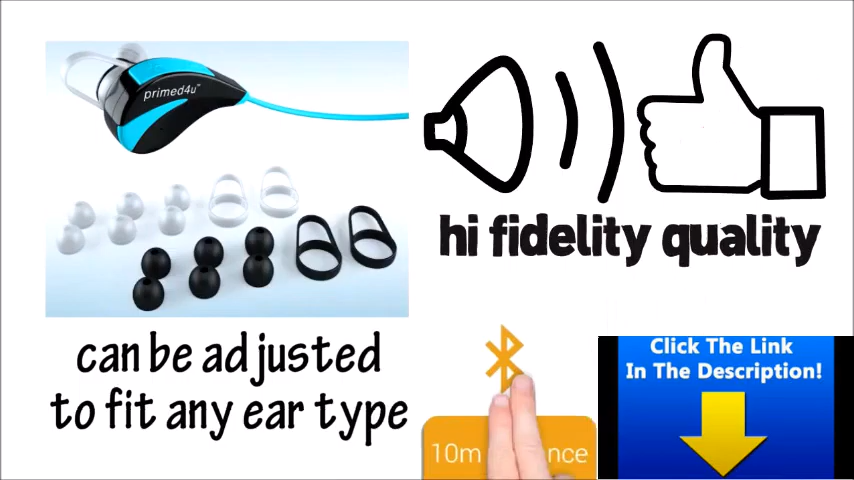 primed4u™
hi fidelity quality
can be adjusted
to fit any ear type
10m nce
Click The Link
In The Description!